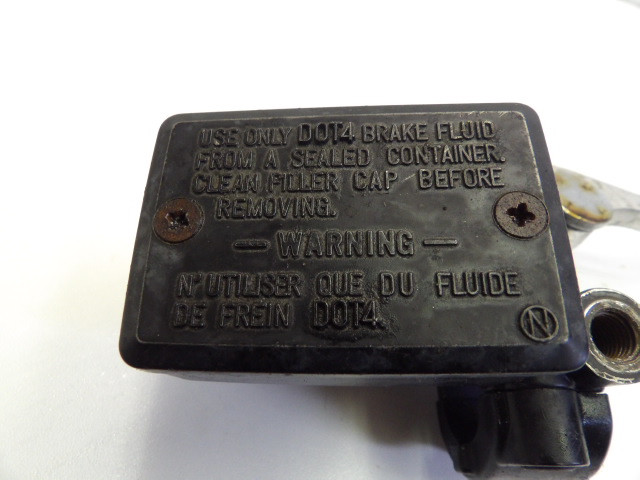 USE ONLY DOT4 BRAKE FLUID
FROM A SEALED CONTAINER.
CLEAN FILLER CAP BEFORE
REMOVING.
— WARNING —
N'UTILISER QUE DU FLUIDE
DE FREIN DOT4.
N